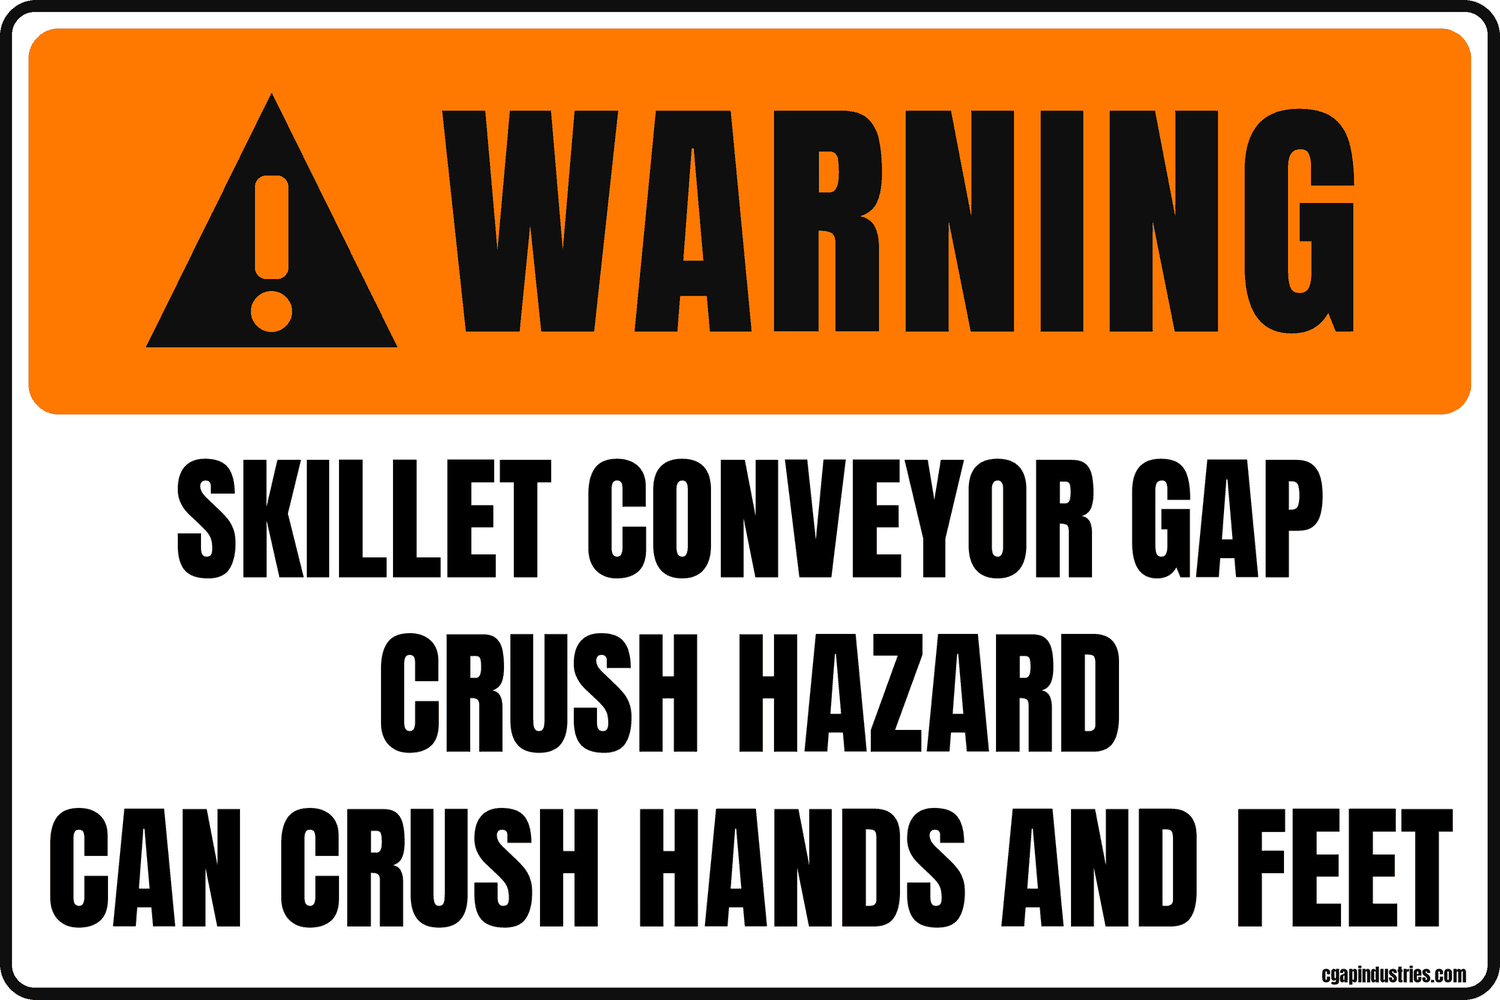 WARNING
SKILLET CONVEYOR GAP
CRUSH HAZARD
CAN CRUSH HANDS AND FEET
cgapindustries.com